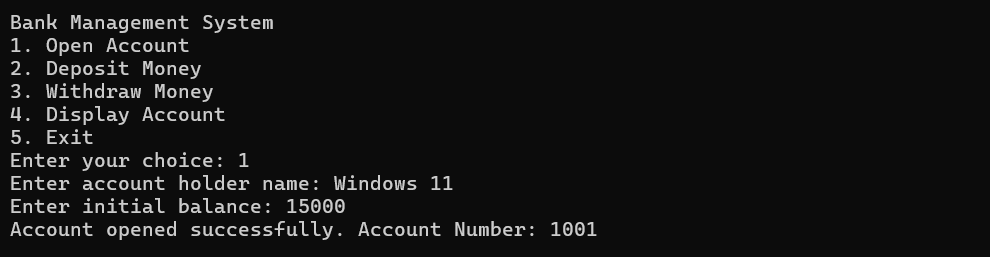 Bank Management System
1. Open Account
2. Deposit Money
3. Withdraw Money
4. Display Account
5. Exit
Enter your choice: 1
Enter account holder name: Windows 11
Enter initial balance: 15000
Account opened successfully. Account Number: 1001